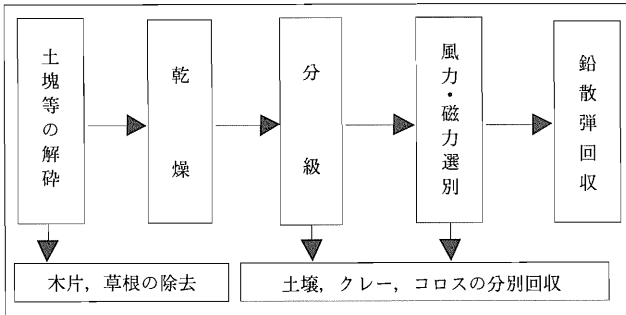 土塊等の解砕
乾燥
分級
風力・磁力選別
鉛散弾回収
木片，草根の除去
土壌，クレー，コロスの分別回収